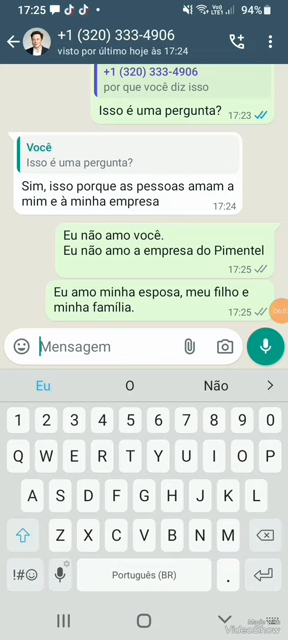 17:25
94%
+1 (320) 333-4906
visto por último hoje às 17:24
+1 (320) 333-4906
por que você diz isso
Isso é uma pergunta?
17:23
Você
Isso é uma pergunta?
Sim, isso porque as pessoas amam a
mim e à minha empresa
17:24
Eu não amo você.
Eu não amo a empresa do Pimentel
17:25
Eu amo minha esposa, meu filho e
minha família.
17:25
Mensagem
Eu O Não
1 2 3 4 5 6 7 8 9 0
Q W E R T Y U I O P
A S D F G H J K L
Z X C V B N M
!#☺ Português (BR) .
VideoShow